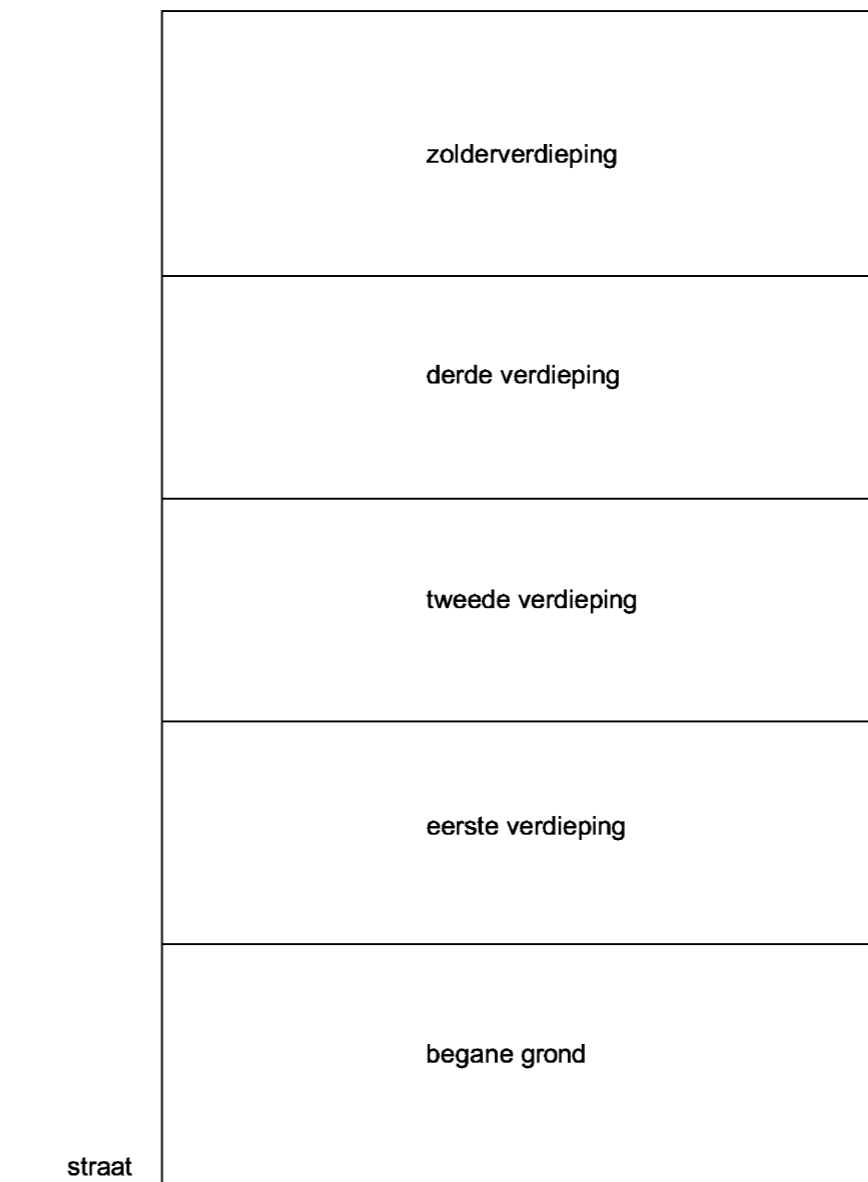 zolderverdieping
derde verdieping
tweede verdieping
eerste verdieping
begane grond
straat